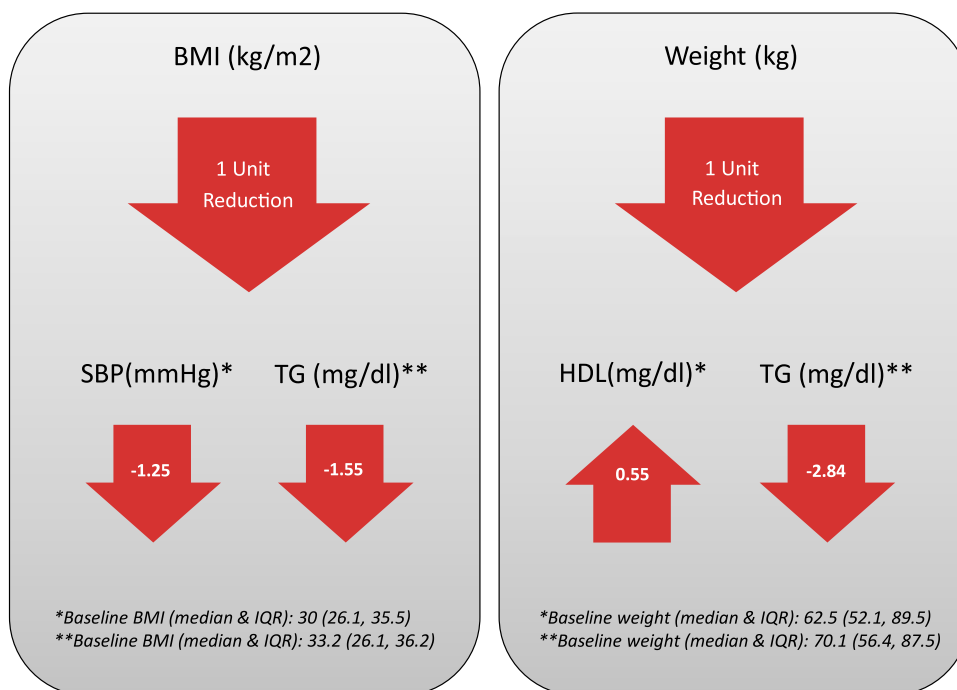 BMI (kg/m2)
1 Unit
Reduction
SBP(mmHg)*
TG (mg/dl)**
-1.25
-1.55
*Baseline BMI (median & IQR): 30 (26.1, 35.5)
**Baseline BMI (median & IQR): 33.2 (26.1, 36.2)
Weight (kg)
1 Unit
Reduction
HDL(mg/dl)*
TG (mg/dl)**
0.55
-2.84
*Baseline weight (median & IQR): 62.5 (52.1, 89.5)
**Baseline weight (median & IQR): 70.1 (56.4, 87.5)